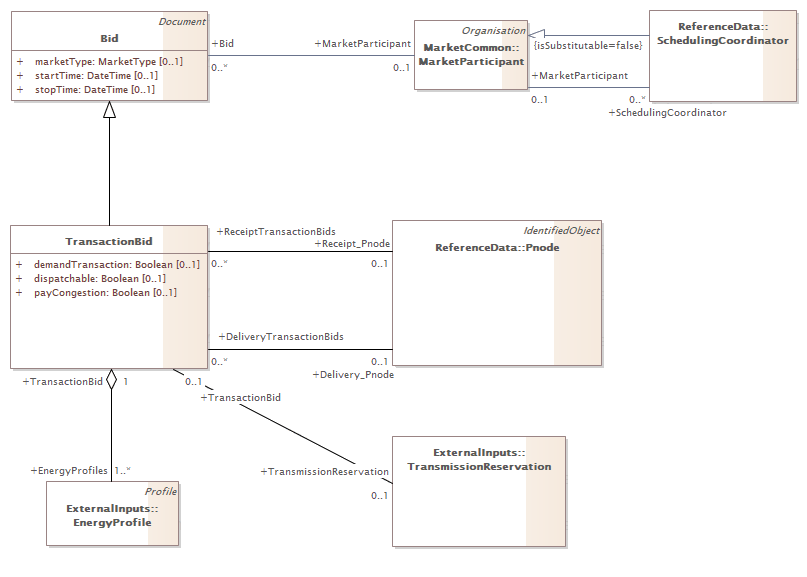 Document
Bid
+ marketType: MarketType [0..1]
+ startTime: DateTime [0..1]
+ stopTime: DateTime [0..1]
+Bid
0..*
+MarketParticipant
0..1
Organisation
MarketCommon::
MarketParticipant
{isSubstitutable=false}
+MarketParticipant
0..1
0..*
+SchedulingCoordinator
ReferenceData::
SchedulingCoordinator
TransactionBid
+ demandTransaction: Boolean [0..1]
+ dispatchable: Boolean [0..1]
+ payCongestion: Boolean [0..1]
+ReceiptTransactionBids
+Receipt_Pnode
0..*
0..1
IdentifiedObject
ReferenceData::Pnode
+DeliveryTransactionBids
0..*
0..1
+Delivery_Pnode
+TransactionBid
1
0..1
+TransactionBid
+EnergyProfiles
1..*
+TransmissionReservation
0..1
Profile
ExternalInputs::
EnergyProfile
ExternalInputs::
TransmissionReservation